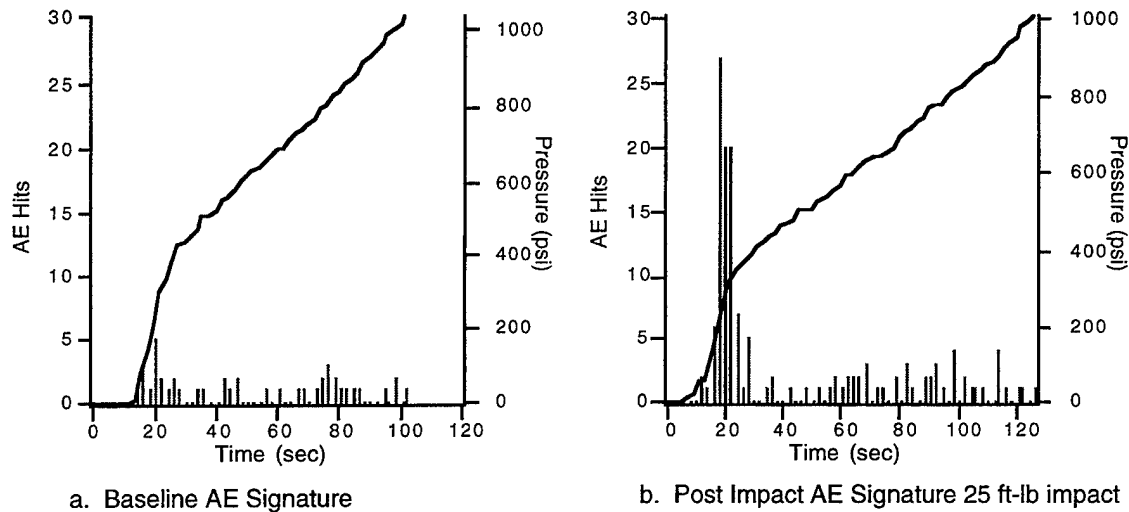 30
25
20
15
10
5
0
AE Hits
1000
800
600
400
200
0
Pressure (psi)
0 20 40 60 80 100 120
Time (sec)
a. Baseline AE Signature
30
25
20
15
10
5
0
AE Hits
1000
800
600
400
200
0
Pressure (psi)
0 20 40 60 80 100 120
Time (sec)
b. Post Impact AE Signature 25 ft-lb impact